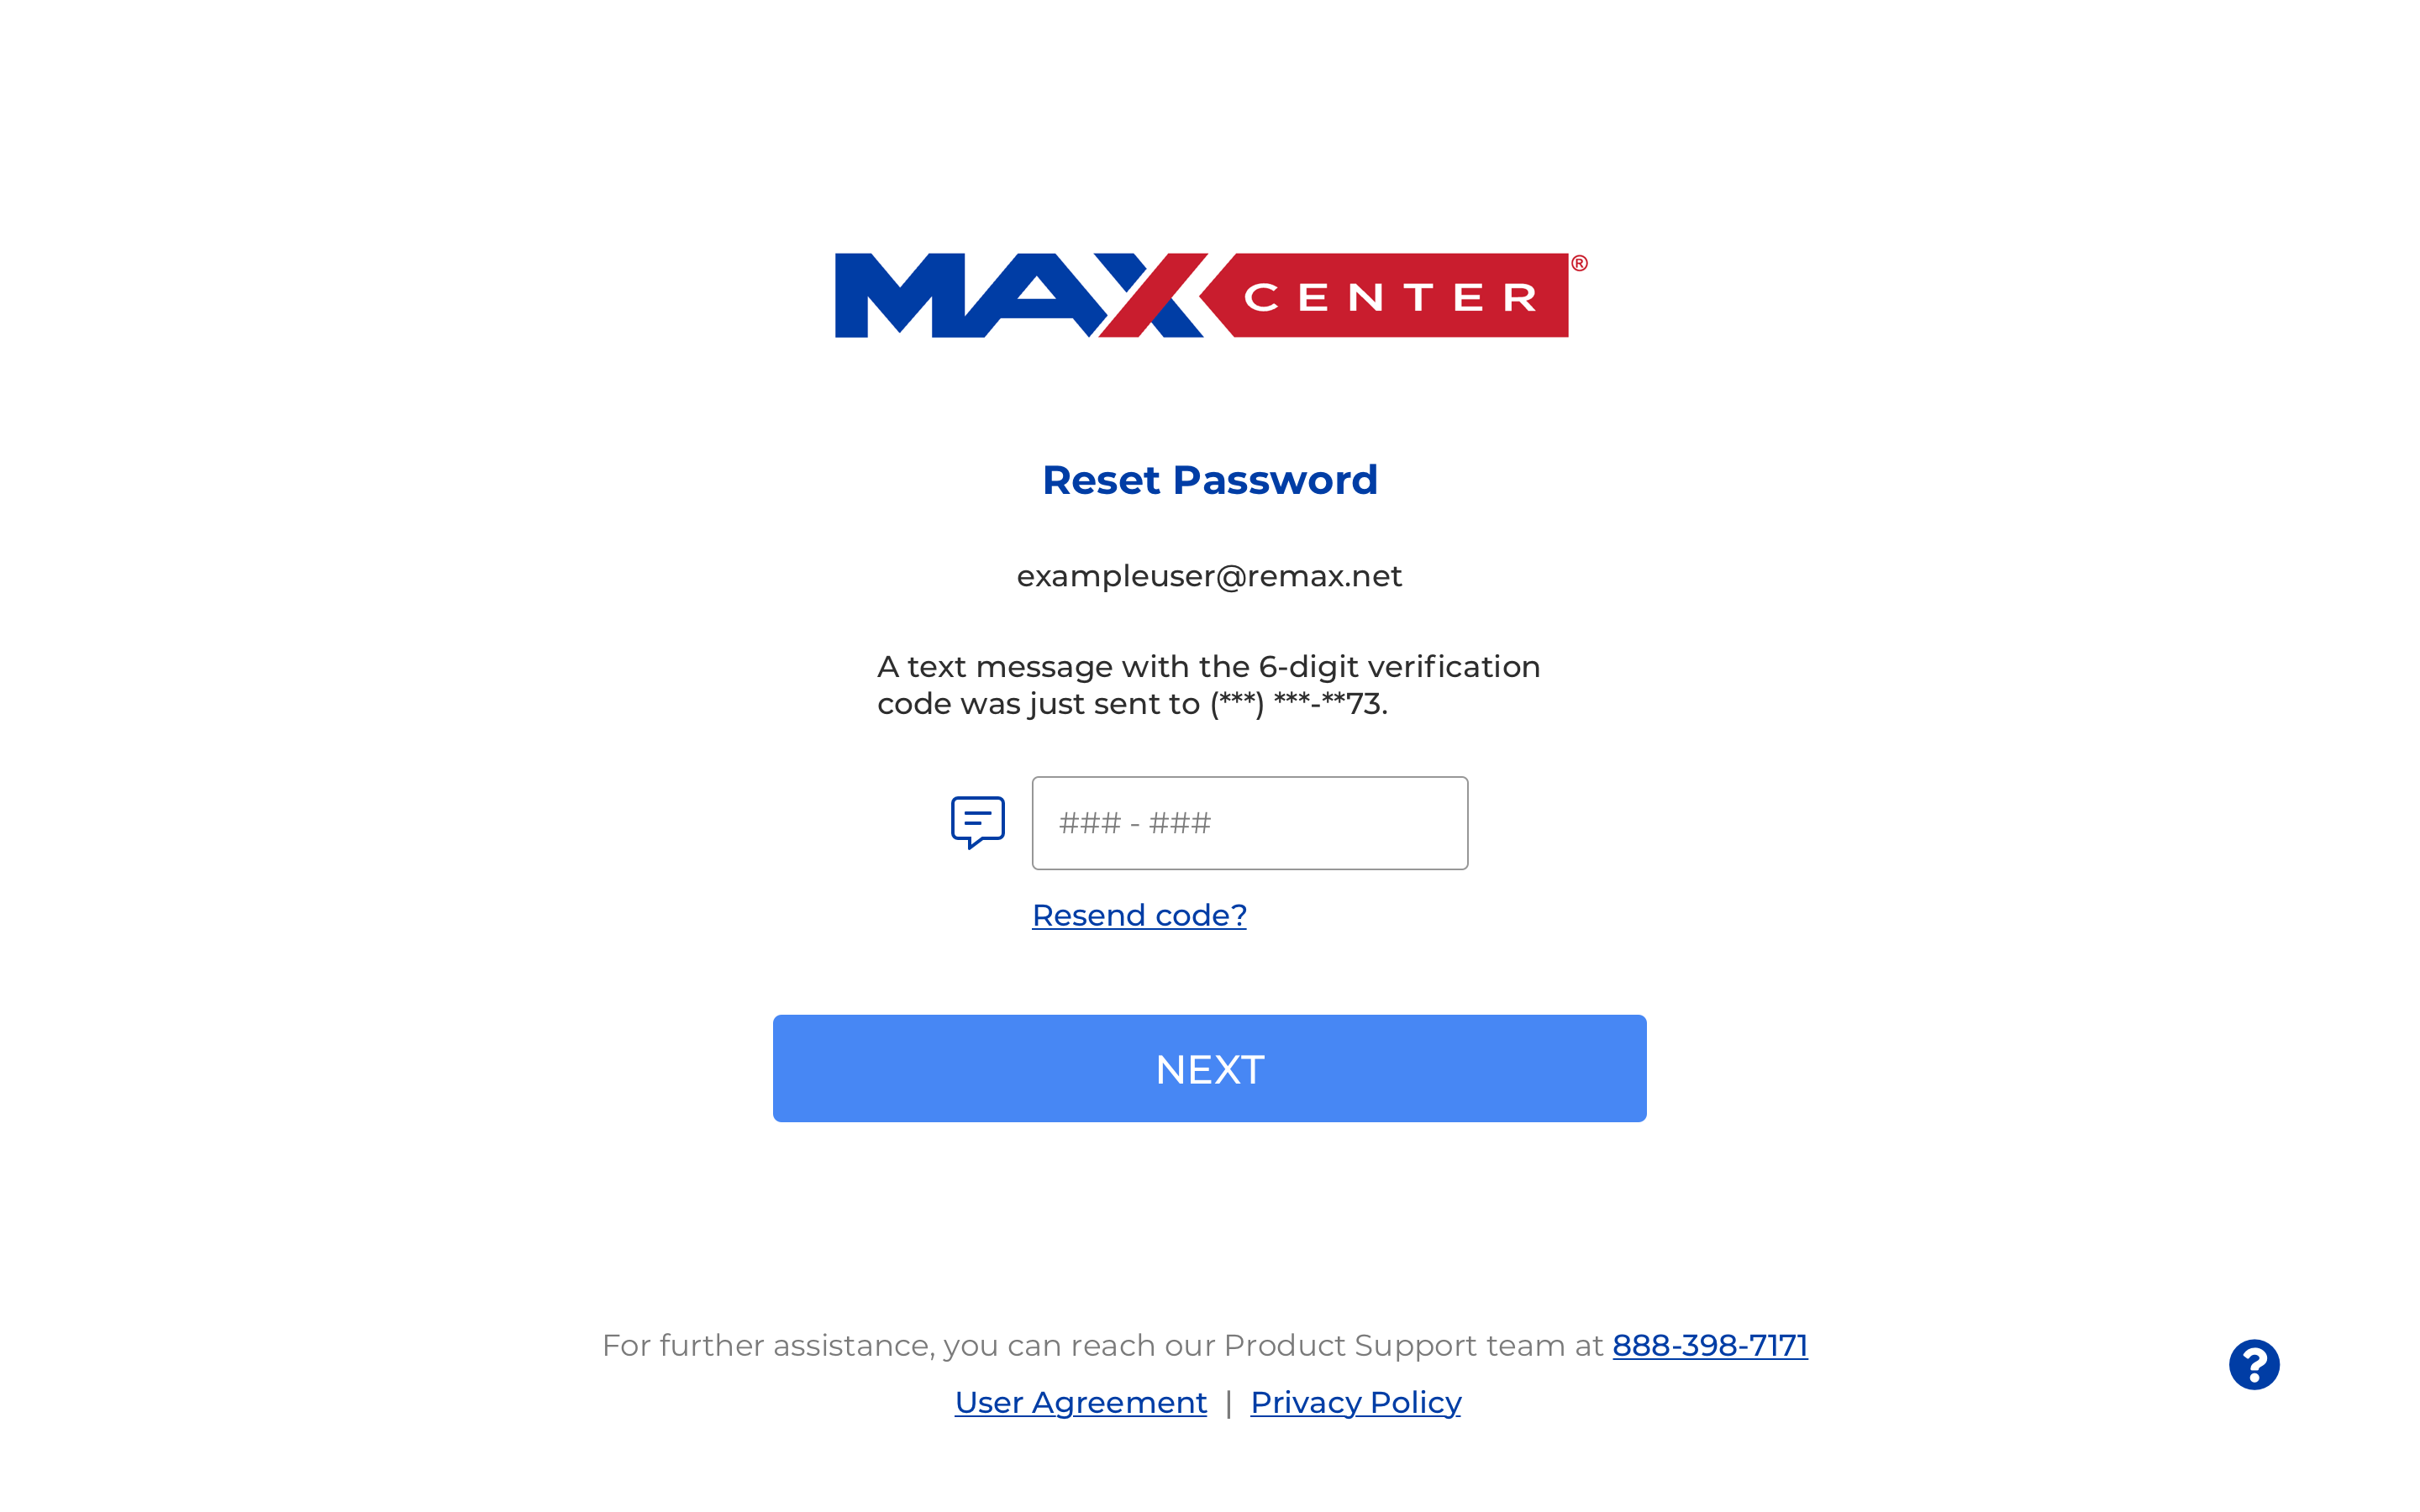 MAX CENTER®
Reset Password
exampleuser@remax.net
A text message with the 6-digit verification
code was just sent to (***) ***-**73.
### - ###
Resend code?
NEXT
For further assistance, you can reach our Product Support team at 888-398-7171
User Agreement | Privacy Policy
?